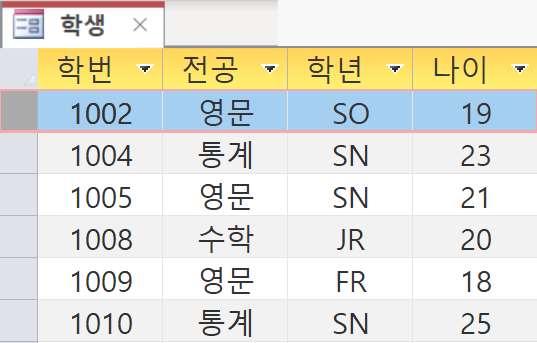 학생
학번 전공 학년 나이
1002 영문 SO 19
1004 통계 SN 23
1005 영문 SN 21
1008 수학 JR 20
1009 영문 FR 18
1010 통계 SN 25